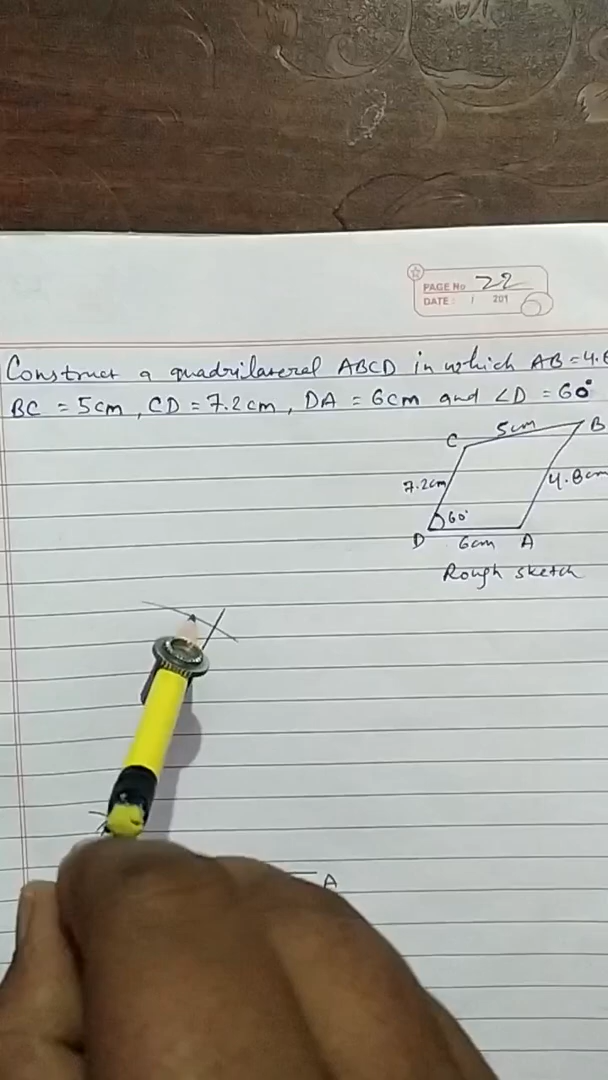 PAGE No 22
DATE: / 201
Construct a quadrilateral ABCD in which AB = 4.8
BC = 5cm, CD = 7.2cm, DA = 6cm and ∠D = 60°
5cm
B
C
7.2cm
4.8cm
60°
D
6cm
A
Rough sketch
A